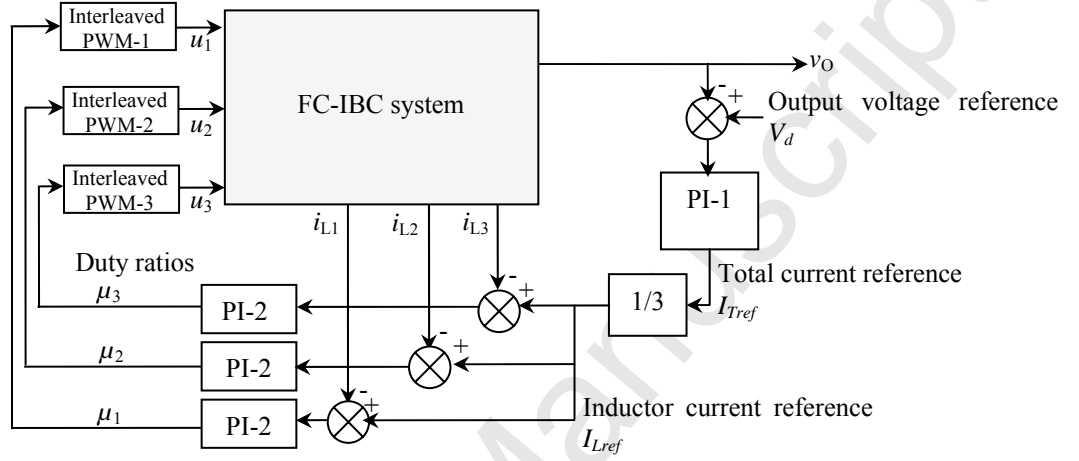 Interleaved
PWM-1
u1
Interleaved
PWM-2
u2
Interleaved
PWM-3
u3
FC-IBC system
vO
-
+
Output voltage reference
Vd
PI-1
iL1
iL2
iL3
Total current reference
ITref
1/3
Duty ratios
μ3
PI-2
-
+
μ2
PI-2
-
+
μ1
PI-2
-
+
Inductor current reference
ILref
Manuscript